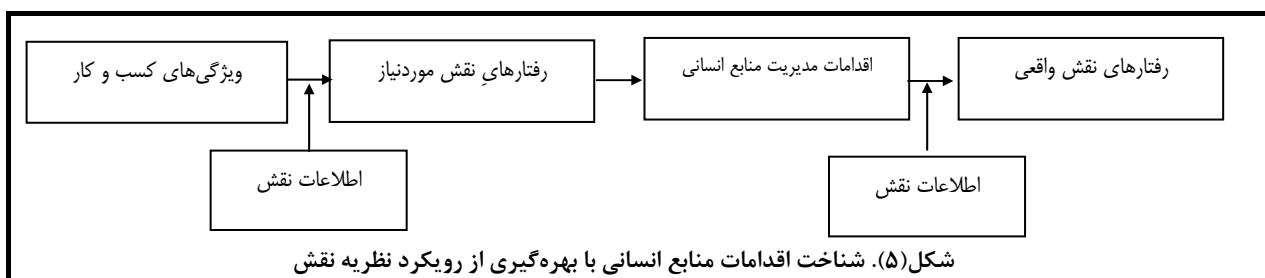 ویژگی‌های کسب و کار
رفتارهایِ نقش موردنیاز
اقدامات مدیریت منابع انسانی
رفتارهای نقش واقعی
اطلاعات نقش
اطلاعات نقش
شکل(۵). شناخت اقدامات منابع انسانی با بهره‌گیری از رویکرد نظریه نقش